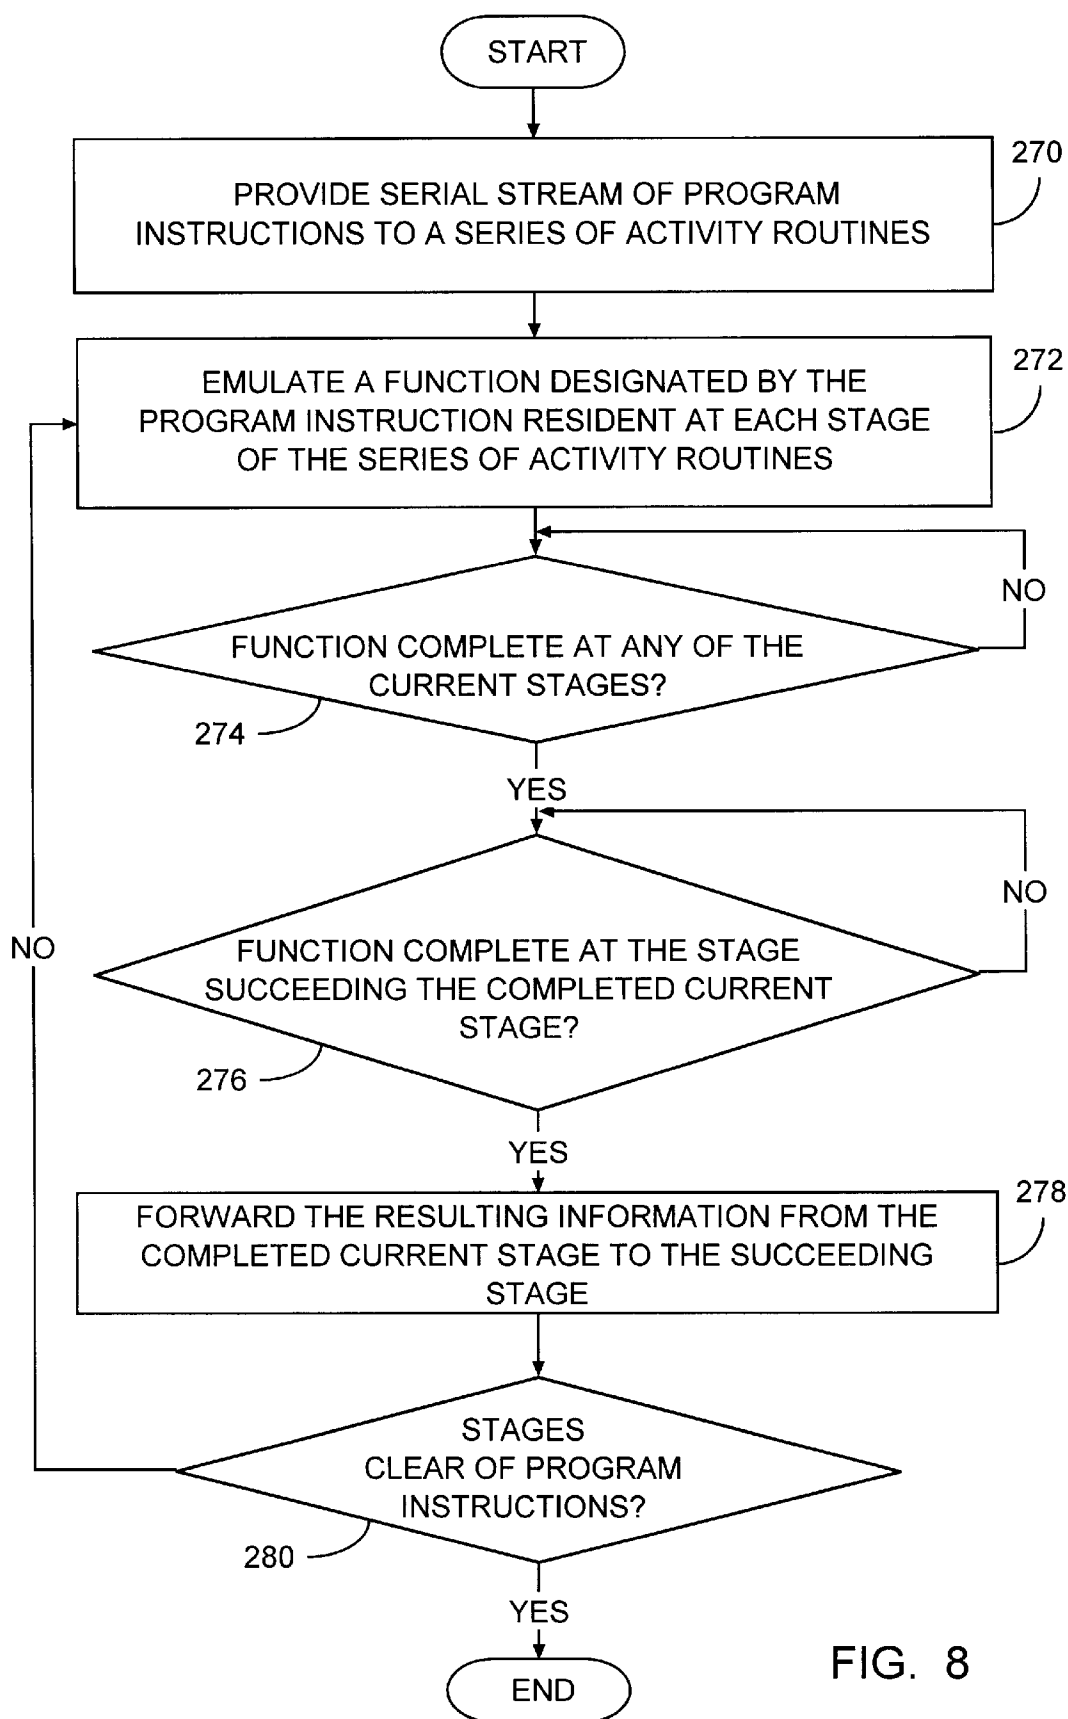 START
270
PROVIDE SERIAL STREAM OF PROGRAM
INSTRUCTIONS TO A SERIES OF ACTIVITY ROUTINES
272
EMULATE A FUNCTION DESIGNATED BY THE
PROGRAM INSTRUCTION RESIDENT AT EACH STAGE
OF THE SERIES OF ACTIVITY ROUTINES
NO
FUNCTION COMPLETE AT ANY OF THE
CURRENT STAGES?
274
YES
NO
NO
FUNCTION COMPLETE AT THE STAGE
SUCCEEDING THE COMPLETED CURRENT
STAGE?
276
YES
278
FORWARD THE RESULTING INFORMATION FROM THE
COMPLETED CURRENT STAGE TO THE SUCCEEDING
STAGE
STAGES
CLEAR OF PROGRAM
INSTRUCTIONS?
280
YES
END
FIG. 8